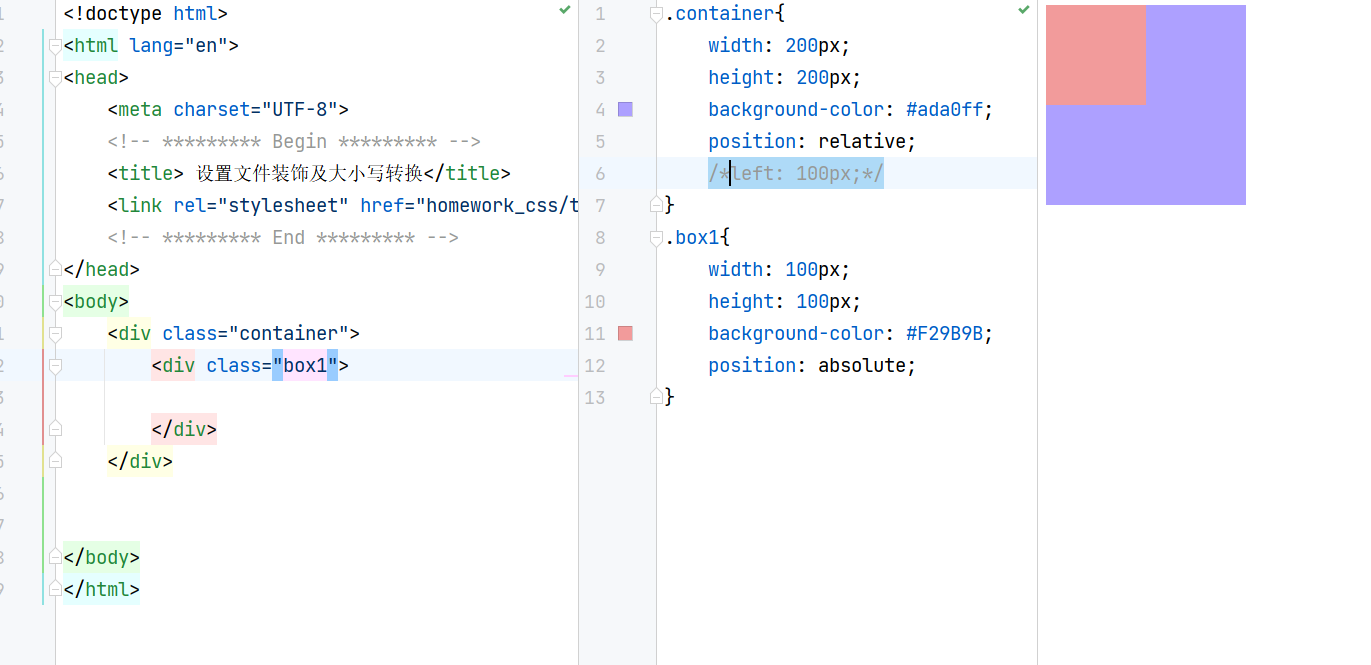 <!doctype html>
<html lang="en">
<head>
<meta charset="UTF-8">
<!-- ********* Begin ********* -->
<title> 设置文件装饰及大小写转换</title>
<link rel="stylesheet" href="homework_css/t
<!-- ********* End ********* -->
</head>
<body>
<div class="container">
<div class="box1">
</div>
</div>
</body>
</html>
1 .container{
2 width: 200px;
3 height: 200px;
4 background-color: #ada0ff;
5 position: relative;
6 /*left: 100px;*/
7 }
8 .box1{
9 width: 100px;
10 height: 100px;
11 background-color: #F29B9B;
12 position: absolute;
13 }